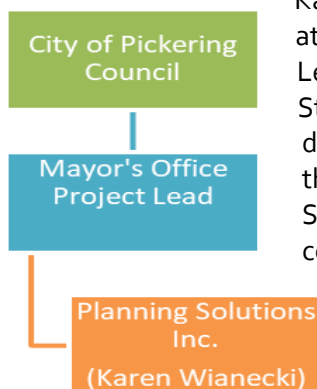 City of Pickering
Council
Mayor's Office
Project Lead
Planning Solutions
Inc.
(Karen Wianecki)